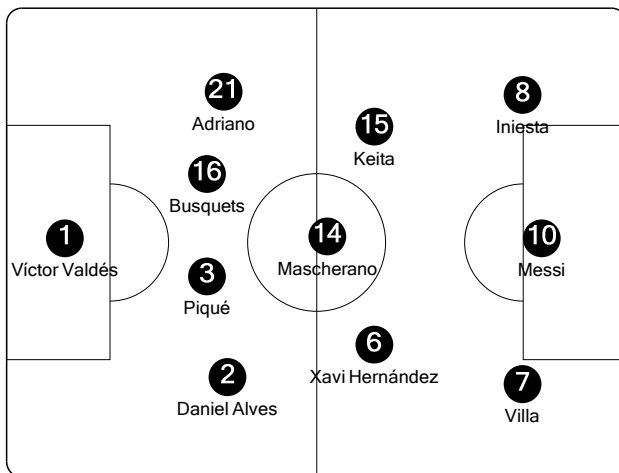 21
Adriano
8
Iniesta
15
Keita
16
Busquets
1
Víctor Valdés
14
Mascherano
10
Messi
3
Piqué
6
Xavi Hernández
2
Daniel Alves
7
Villa